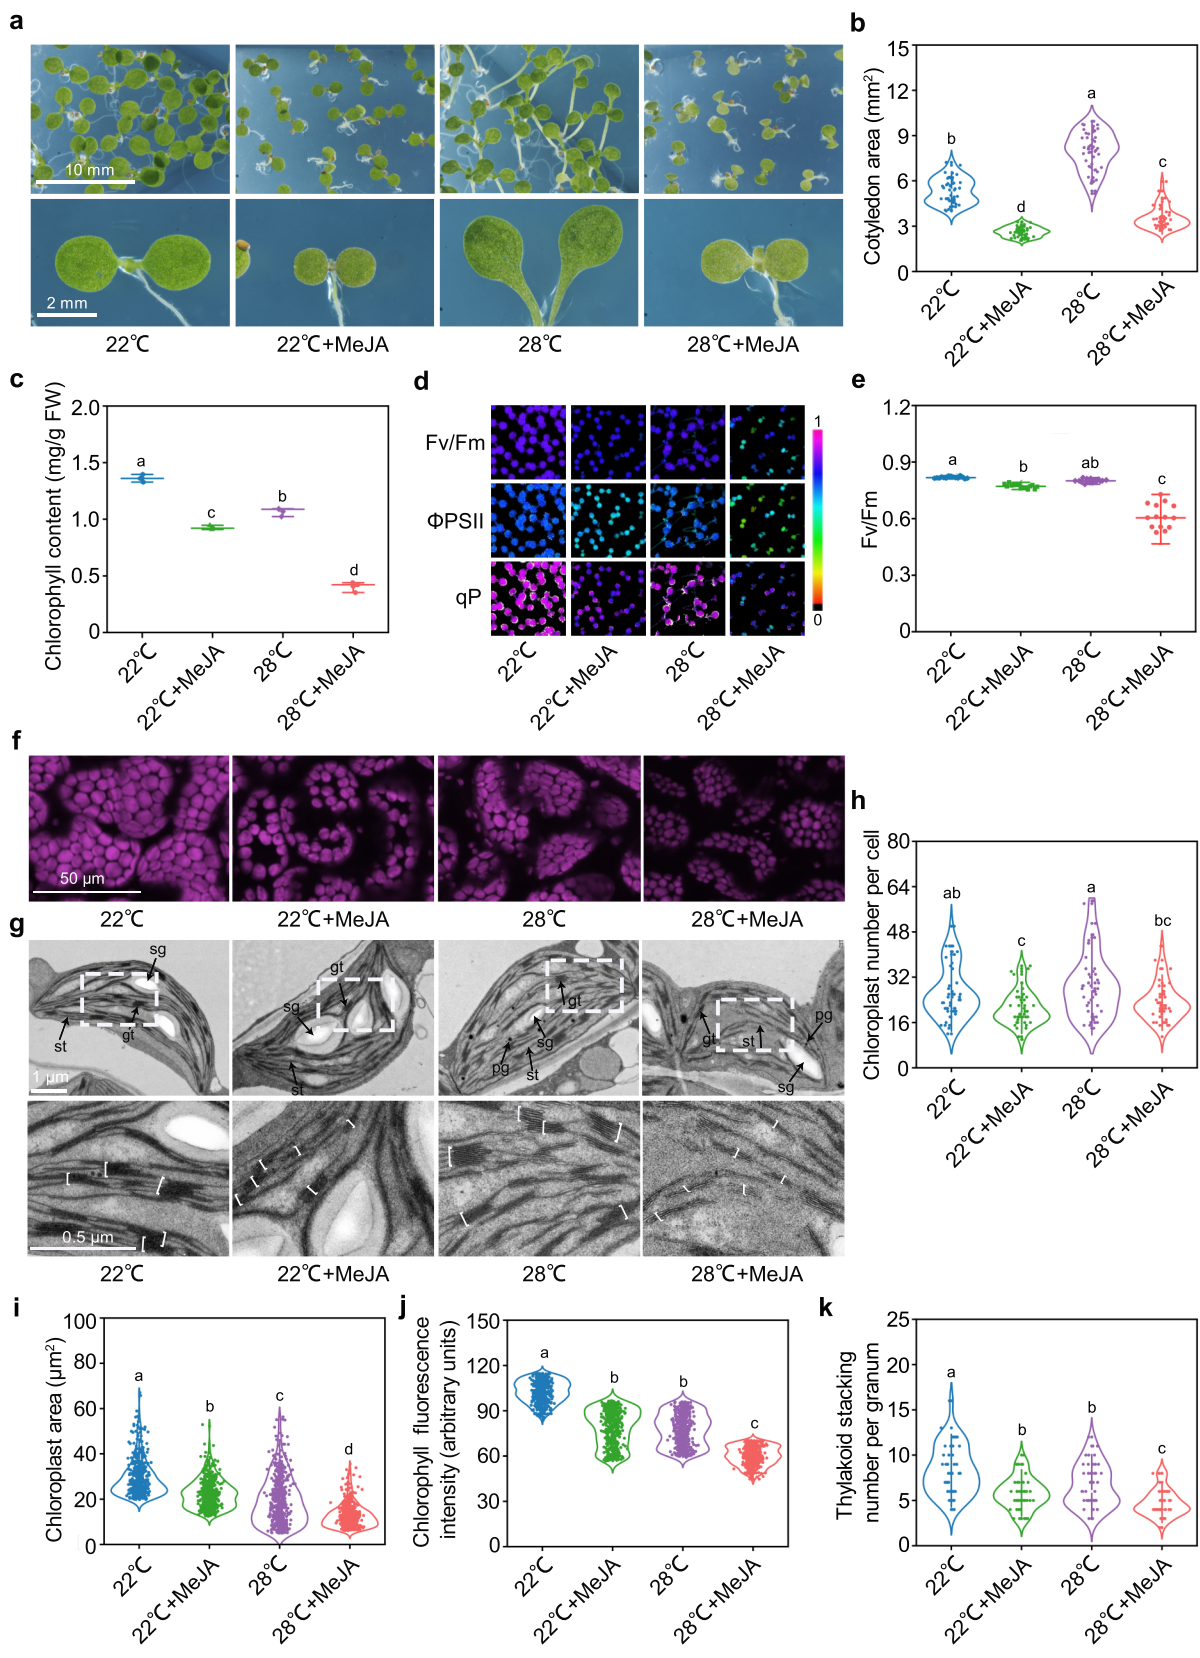 a
10 mm
2 mm
22℃
22℃+MeJA
28℃
28℃+MeJA
b
Cotyledon area (mm²)
15
12
9
6
3
0
b
d
a
c
22℃
22℃+MeJA
28℃
28℃+MeJA
c
Chlorophyll content (mg/g FW)
2.0
1.5
1.0
0.5
0
a
c
b
d
22℃
22℃+MeJA
28℃
28℃+MeJA
d
Fv/Fm
ΦPSII
qP
1
0
22℃
22℃+MeJA
28℃
28℃+MeJA
e
Fv/Fm
1.2
0.9
0.6
0.3
0
a
b
ab
c
22℃
22℃+MeJA
28℃
28℃+MeJA
f
50 µm
22℃
22℃+MeJA
28℃
28℃+MeJA
g
sg
gt
st
1 µm
gt
sg
st
gt
sg
pg
st
gt
st
pg
sg
0.5 µm
22℃
22℃+MeJA
28℃
28℃+MeJA
h
Chloroplast number per cell
80
64
48
32
16
0
ab
c
a
bc
22℃
22℃+MeJA
28℃
28℃+MeJA
i
Chloroplast area (µm²)
100
80
60
40
20
0
a
b
c
d
22℃
22℃+MeJA
28℃
28℃+MeJA
j
Chlorophyll fluorescence
intensity (arbitrary units)
150
120
90
60
30
0
a
b
b
c
22℃
22℃+MeJA
28℃
28℃+MeJA
k
Thylakoid stacking
number per granum
25
20
15
10
5
0
a
b
b
c
22℃
22℃+MeJA
28℃
28℃+MeJA